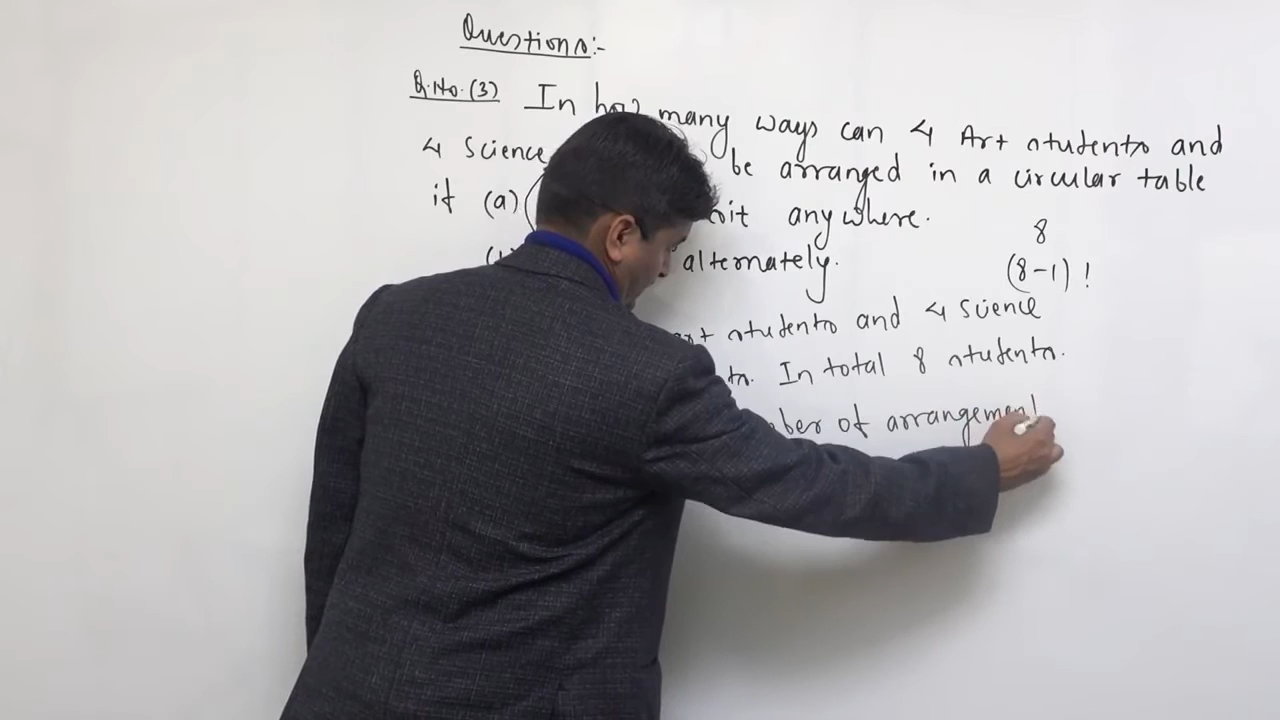 Questions:-
Q.No.(3) In how many ways can 4 Art students and
4 Science be arranged in a circular table
if (a) sit anywhere.
8
alternately.
(8-1)!
Art students and 4 Science
In total 8 students.
of arrangement